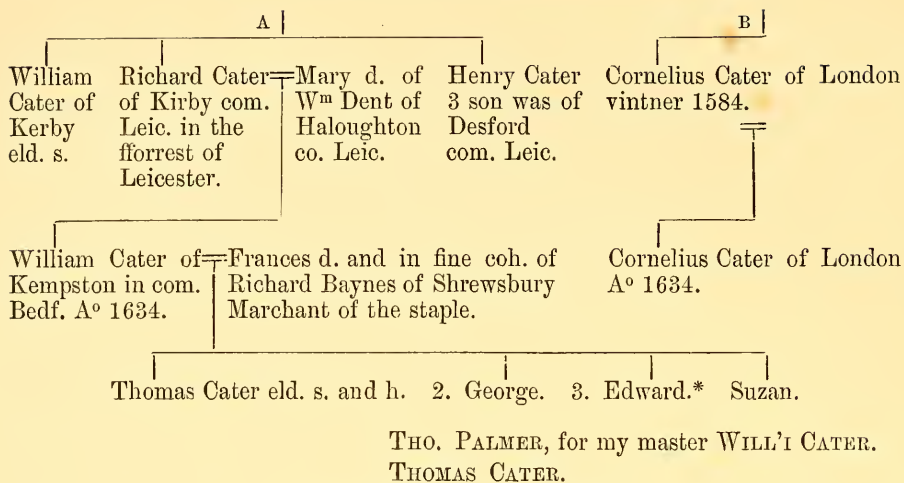 A B
William Cater of Kerby eld. s.
Richard Cater of Kirby com. Leic. in the fforrest of Leicester.
Mary d. of Wm Dent of Haloughton co. Leic.
Henry Cater 3 son was of Desford com. Leic.
Cornelius Cater of London vintner 1584.
William Cater of Kempston in com. Bedf. Ao 1634.
Frances d. and in fine coh. of Richard Baynes of Shrewsbury Marchant of the staple.
Cornelius Cater of London Ao 1634.
Thomas Cater eld. s. and h. 2. George. 3. Edward.* Suzan.
THO. PALMER, for my master WILL'I CATER.
THOMAS CATER.